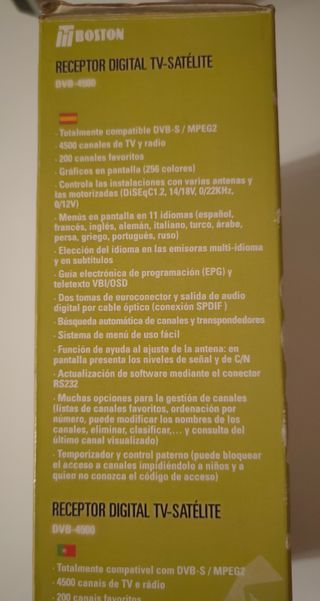 BOSTON
RECEPTOR DIGITAL TV-SATÉLITE
DVB-4500
· Totalmente compatible DVB-S / MPEG2
· 4500 canales de TV y radio
· 200 canales favoritos
· Gráficos en pantalla (256 colores)
· Controla las instalaciones con varias antenas y
las motorizadas (DiSEqC1.2, 14/18V, 0/22KHz,
0/12V)
· Menús en pantalla en 11 idiomas (español,
francés, inglés, alemán, italiano, turco, árabe,
persa, griego, portugués, ruso)
· Elección del idioma en las emisoras multi-idioma
y en subtítulos
· Guía electrónica de programación (EPG) y
teletexto VBI/OSD
· Dos tomas de euroconector y salida de audio
digital por cable óptico (conexión SPDIF )
· Búsqueda automática de canales y transpondedores
· Sistema de menú de uso fácil
· Función de ayuda al ajuste de la antena: en
pantalla presenta los niveles de señal y de C/N
· Actualización de software mediante el conector
RS232
· Muchas opciones para la gestión de canales
(listas de canales favoritos, ordenación por
número, puede modificar los nombres de los
canales, eliminar, clasificar,... y consulta del
último canal visualizado)
· Temporizador y control paterno (puede bloquear
el acceso a canales impidiéndolo a niños y a
quien no conozca el código de acceso)
RECEPTOR DIGITAL TV-SATÉLITE
DVB-4500
· Totalmente compatível com DVB-S / MPEG2
· 4500 canais de TV e rádio
· 200 canais favoritos